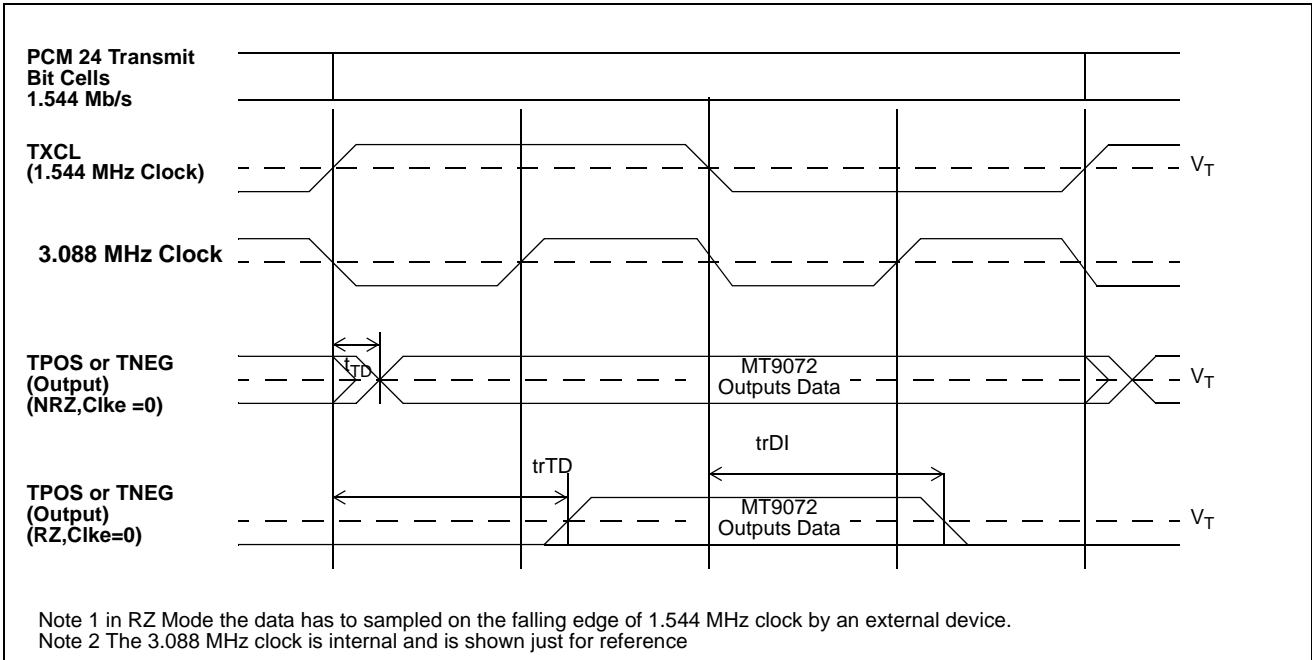 PCM 24 Transmit
Bit Cells
1.544 Mb/s
TXCL
(1.544 MHz Clock)
VT
3.088 MHz Clock
tTD
TPOS or TNEG
(Output)
(NRZ,Clke =0)
MT9072
Outputs Data
VT
trTD
trDI
TPOS or TNEG
(Output)
(RZ,Clke=0)
MT9072
Outputs Data
VT
Note 1 in RZ Mode the data has to sampled on the falling edge of 1.544 MHz clock by an external device.
Note 2 The 3.088 MHz clock is internal and is shown just for reference